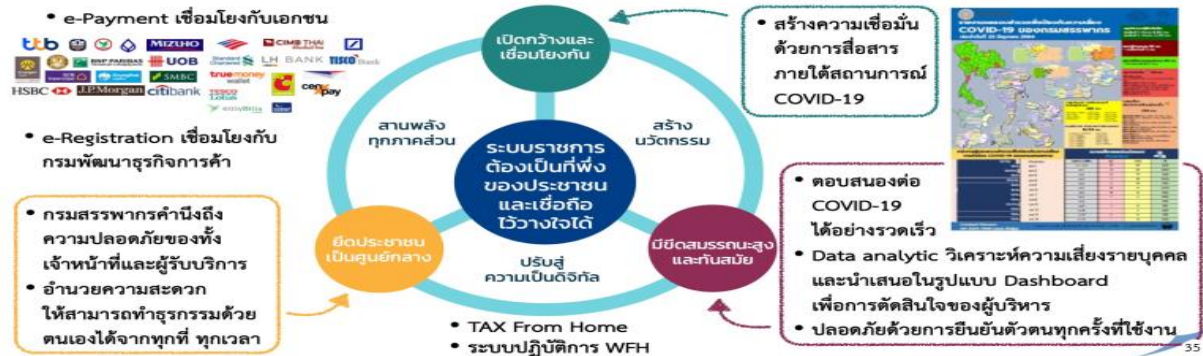 • e-Payment เชื่อมโยงกับเอกชน
ttb
MIZUHO
CIMB THAI
BNP PARIBAS
UOB
LH BANK
TISCO Bank
SMBC
truemoney
wallet
HSBC
J.P.Morgan
citibank
TESCO
Lotus
cenpay
easyBills
• e-Registration เชื่อมโยงกับ
กรมพัฒนาธุรกิจการค้า
• กรมสรรพากรคำนึงถึง
ความปลอดภัยของทั้ง
เจ้าหน้าที่และผู้รับบริการ
• อำนวยความสะดวก
ให้สามารถทำธุรกรรมด้วย
ตนเองได้จากทุกที่ ทุกเวลา
เปิดกว้างและ
เชื่อมโยงกัน
สานพลัง
ทุกภาคส่วน
สร้าง
นวัตกรรม
ระบบราชการ
ต้องเป็นที่พึ่ง
ของประชาชน
และเชื่อถือ
ไว้วางใจได้
ยึดประชาชน
เป็นศูนย์กลาง
มีขีดสมรรถนะสูง
และทันสมัย
ปรับสู่
ความเป็นดิจิทัล
• TAX From Home
• ระบบปฏิบัติการ WFH
• สร้างความเชื่อมั่น
ด้วยการสื่อสาร
ภายใต้สถานการณ์
COVID-19
COVID-19 ของกรมสรรพากร
• ตอบสนองต่อ
COVID-19
ได้อย่างรวดเร็ว
• Data analytic วิเคราะห์ความเสี่ยงรายบุคคล
และนำเสนอในรูปแบบ Dashboard
เพื่อการตัดสินใจของผู้บริหาร
• ปลอดภัยด้วยการยืนยันตัวตนทุกครั้งที่ใช้งาน
35